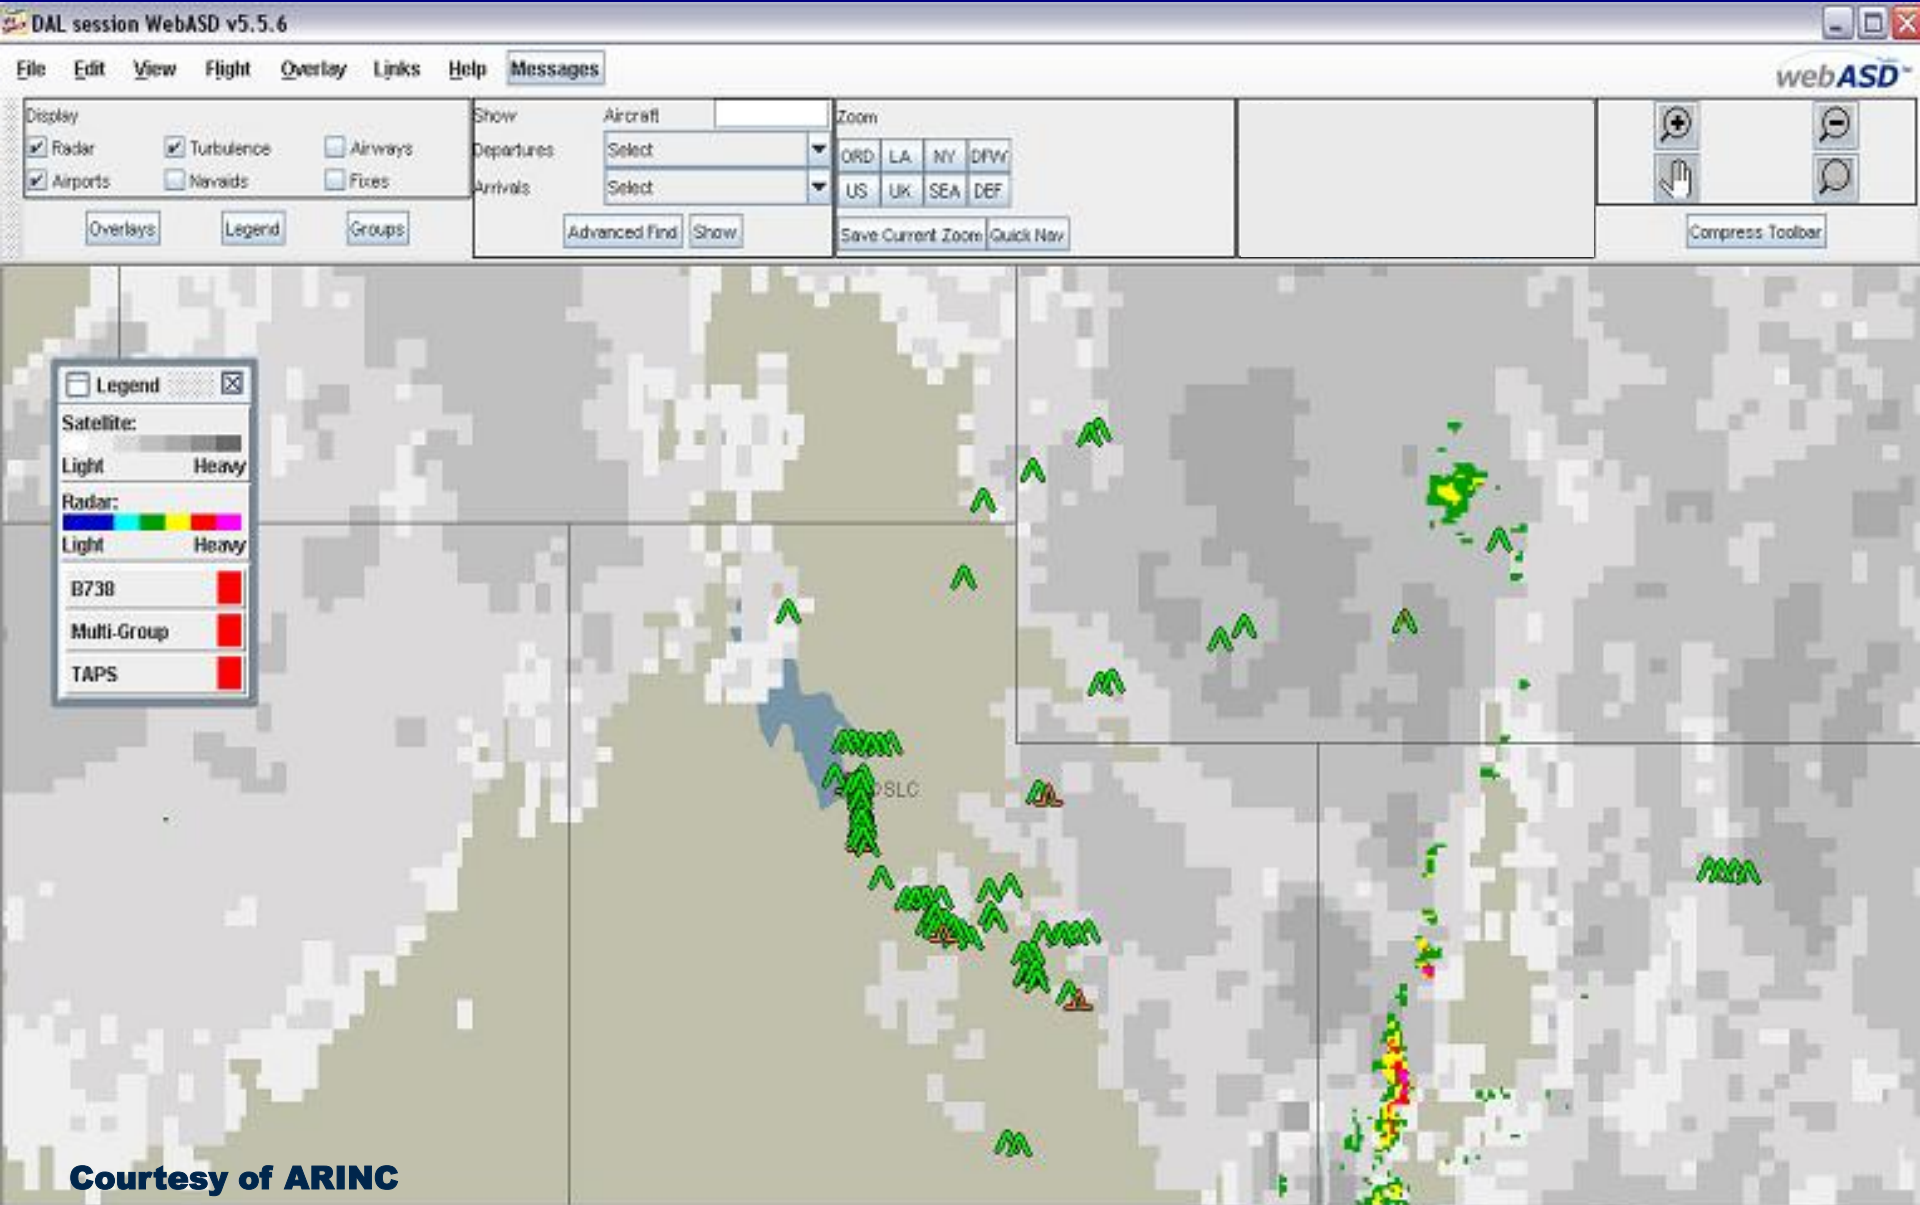 DAL session WebASD v5.5.6
File Edit View Flight Overlay Links Help Messages
webASD™
Display
Radar Turbulence Airways
Airports Navaids Fixes
Overlays Legend Groups
Show Aircraft
Departures Select
Arrivals Select
Advanced Find Show
Zoom
ORD LA NY DFW
US UK SEA DEF
Save Current Zoom Quick Nav
Compress Toolbar
Legend
Satellite:
Light Heavy
Radar:
Light Heavy
B738
Multi-Group
TAPS
SLC
Courtesy of ARINC